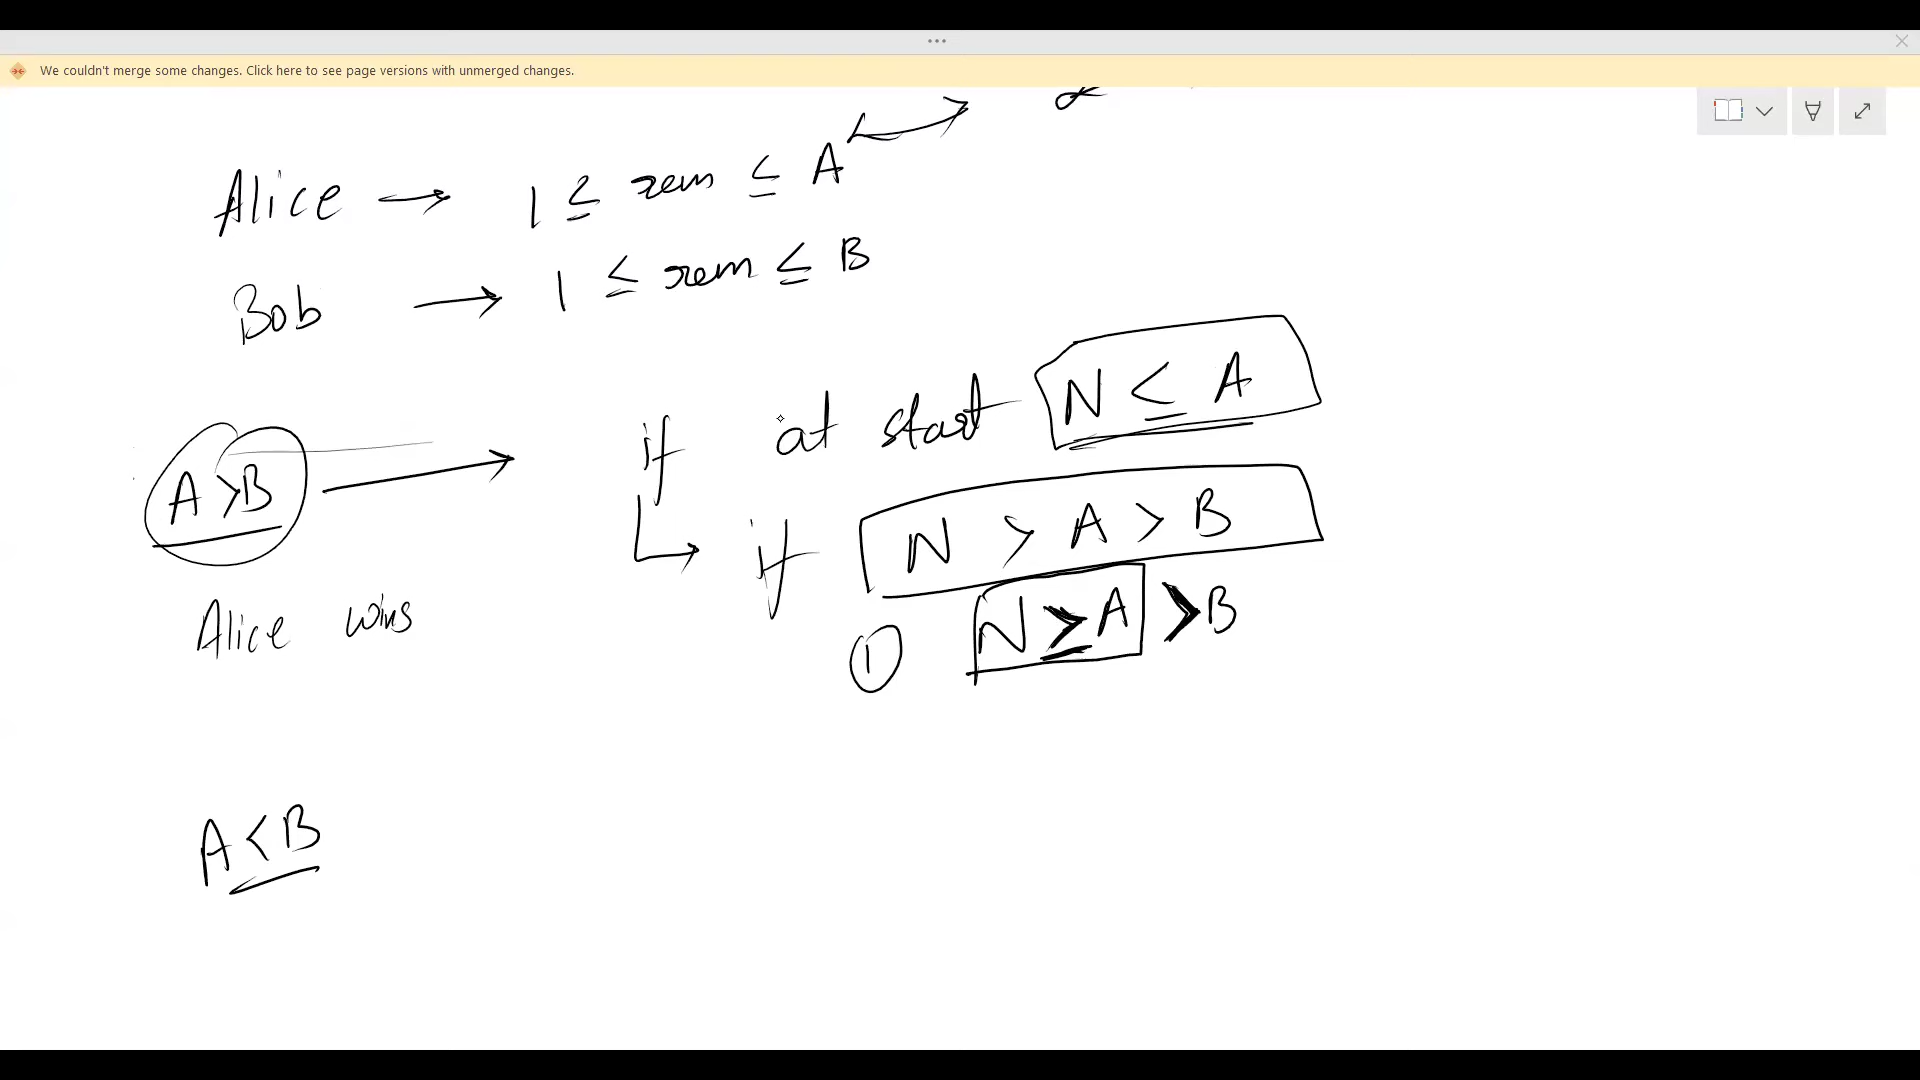 We couldn't merge some changes. Click here to see page versions with unmerged changes.
Alice → 1 ≤ rem ≤ A
Bob → 1 ≤ rem ≤ B
A > B → if at start N ≤ A
if N > A > B
Alice wins
① N ≥ A > B
A < B